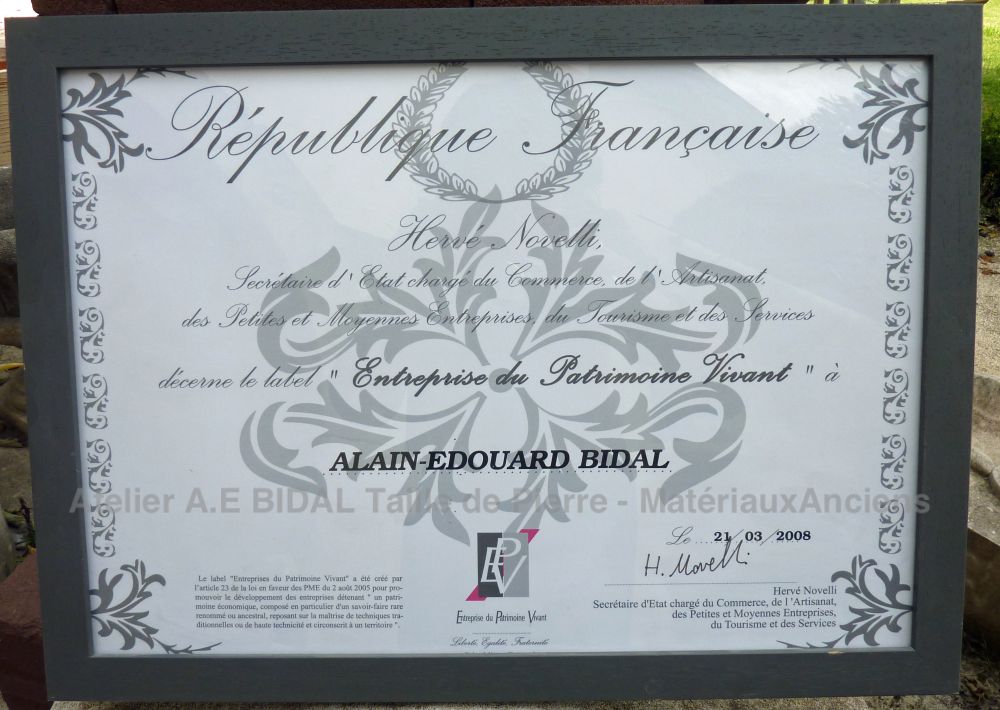 République Française
Hervé Novelli,
Secrétaire d'Etat chargé du Commerce, de l'Artisanat,
des Petites et Moyennes Entreprises, du Tourisme et des Services
décerne le label " Entreprise du Patrimoine Vivant " à
ALAIN-EDOUARD BIDAL
Atelier A.E BIDAL Taille de Pierre - MatériauxAnciens
Le 21 / 03 / 2008
H. Novelli
Hervé Novelli
Secrétaire d'Etat chargé du Commerce, de l 'Artisanat,
des Petites et Moyennes Entreprises,
du Tourisme et des Services
Le label "Entreprises du Patrimoine Vivant" a été créé par
l'article 23 de la loi en faveur des PME du 2 août 2005 pour pro-
mouvoir le développement des entreprises détenant " un patri-
moine économique, composé en particulier d'un savoir-faire rare
renommé ou ancestral, reposant sur la maîtrise de techniques tra-
ditionnelles ou de haute technicité et circonscrit à un territoire ".
EPV
Entreprise du Patrimoine Vivant
Liberté, Egalité, Fraternité